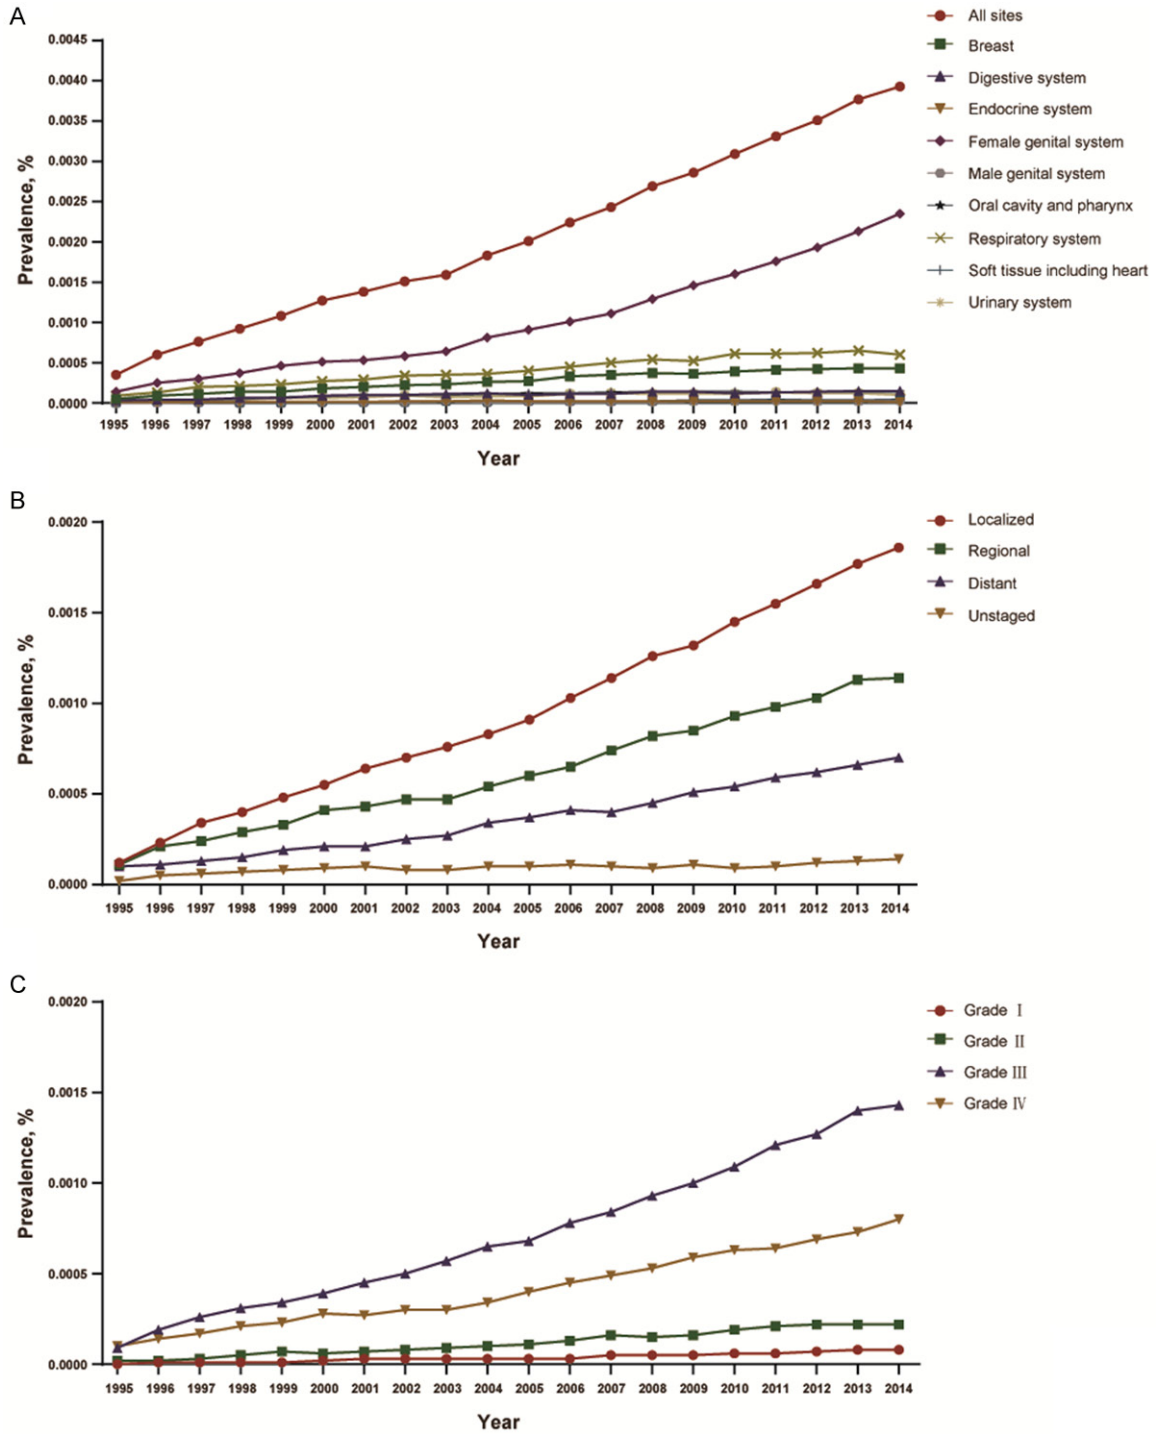 A
All sites
Breast
Digestive system
Endocrine system
Female genital system
Male genital system
Oral cavity and pharynx
Respiratory system
Soft tissue including heart
Urinary system
Prevalence, %
0.0045
0.0040
0.0035
0.0030
0.0025
0.0020
0.0015
0.0010
0.0005
0.0000
1995 1996 1997 1998 1999 2000 2001 2002 2003 2004 2005 2006 2007 2008 2009 2010 2011 2012 2013 2014
Year
B
Localized
Regional
Distant
Unstaged
Prevalence, %
0.0020
0.0015
0.0010
0.0005
0.0000
1995 1996 1997 1998 1999 2000 2001 2002 2003 2004 2005 2006 2007 2008 2009 2010 2011 2012 2013 2014
Year
C
Grade Ⅰ
Grade Ⅱ
Grade Ⅲ
Grade Ⅳ
Prevalence, %
0.0020
0.0015
0.0010
0.0005
0.0000
1995 1996 1997 1998 1999 2000 2001 2002 2003 2004 2005 2006 2007 2008 2009 2010 2011 2012 2013 2014
Year